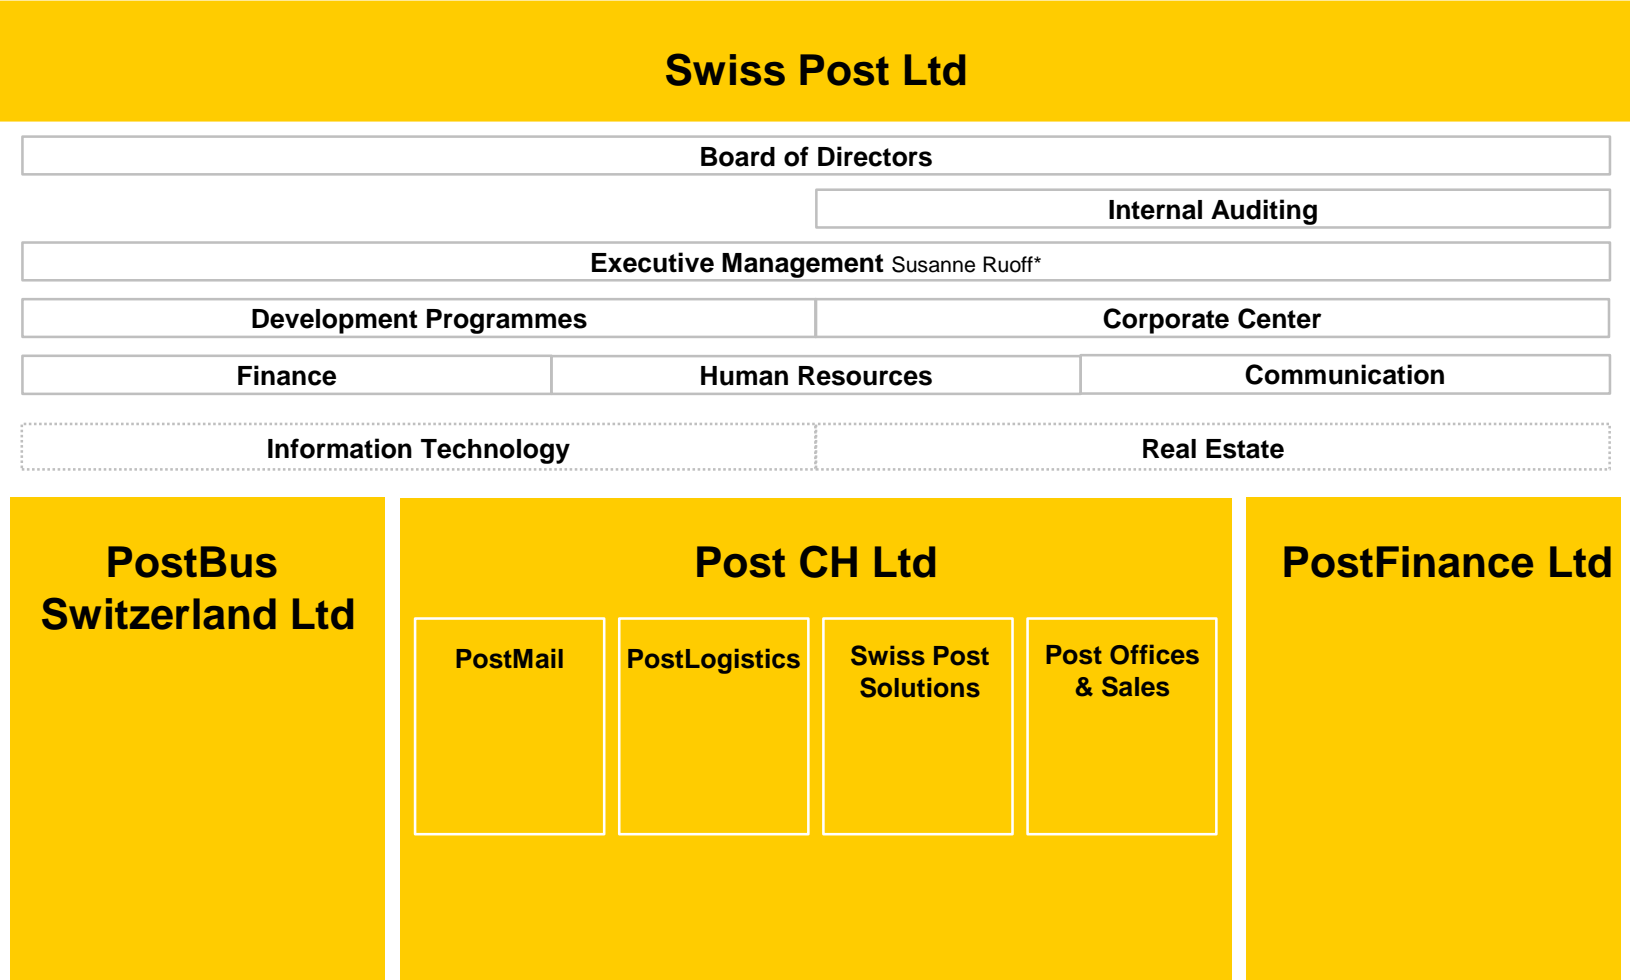 Swiss Post Ltd
Board of Directors
Internal Auditing
Executive Management Susanne Ruoff*
Development Programmes
Corporate Center
Finance
Human Resources
Communication
Information Technology
Real Estate
PostBus
Switzerland Ltd
Post CH Ltd
PostMail
PostLogistics
Swiss Post
Solutions
Post Offices
& Sales
PostFinance Ltd